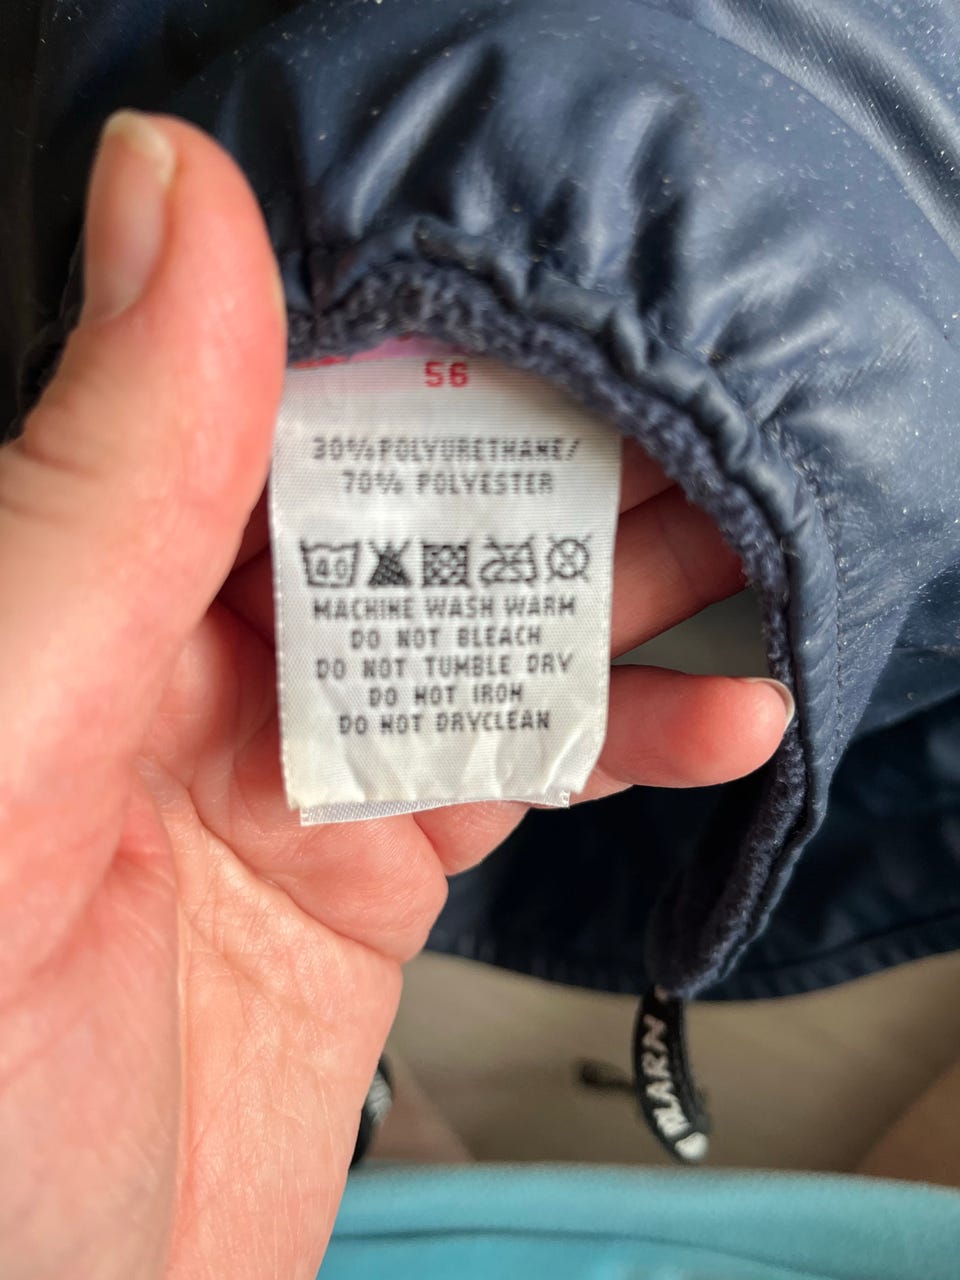 56
30% POLYURETHANE/
70% POLYESTER
40
MACHINE WASH WARM
DO NOT BLEACH
DO NOT TUMBLE DRY
DO NOT IRON
DO NOT DRYCLEAN